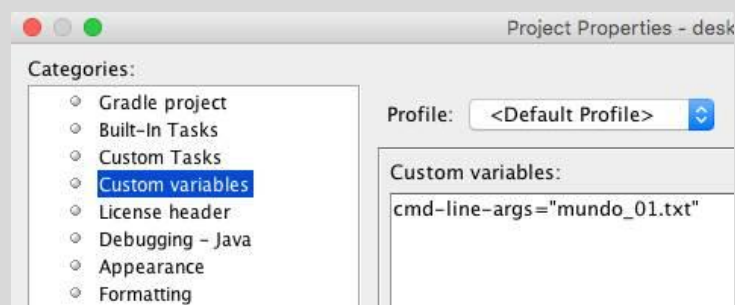 Project Properties - desk
Categories:
Gradle project
Built-In Tasks
Custom Tasks
Custom variables
License header
Debugging - Java
Appearance
Formatting
Profile: <Default Profile>
Custom variables:
cmd-line-args="mundo_01.txt"